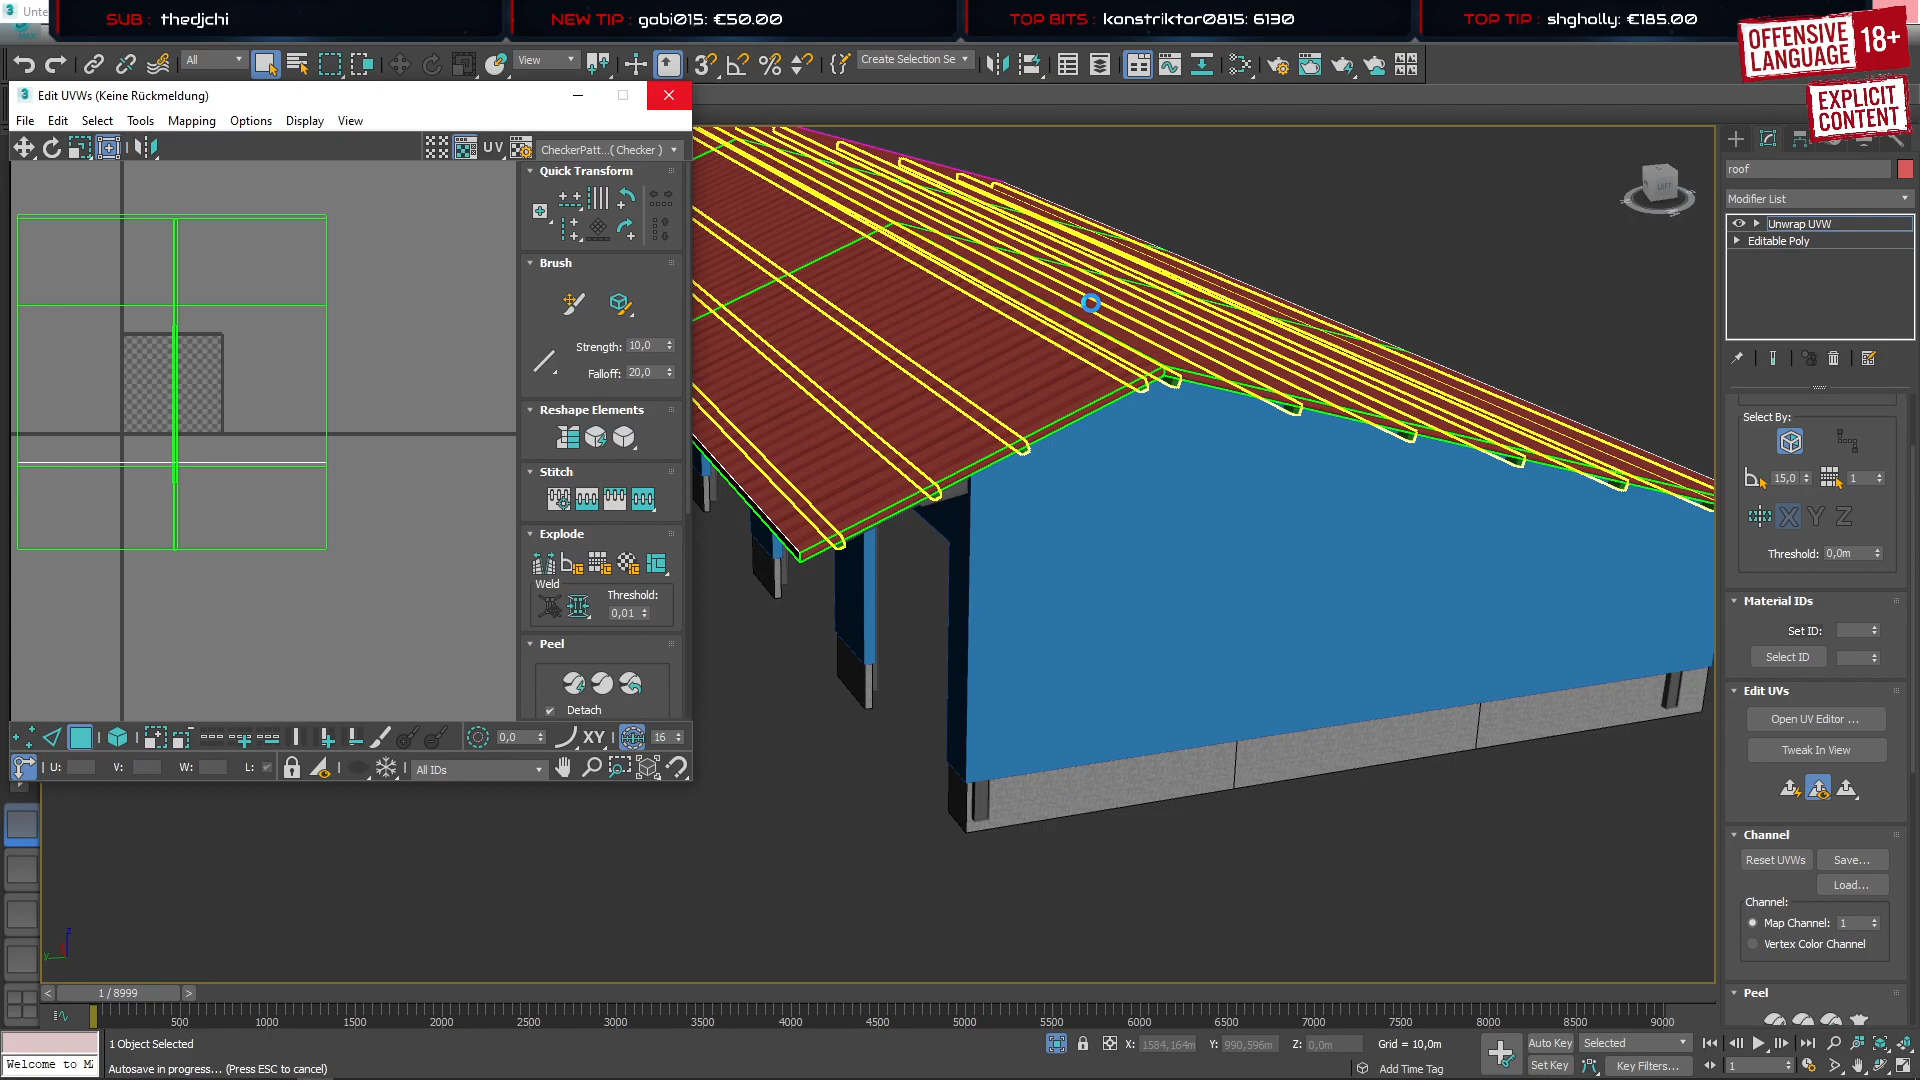 Unte
SUB : thedjchi
NEW TIP : gabi015: €50.00
TOP BITS : konstriktor0815: 6130
TOP TIP : shgholly: €185.00
OFFENSIVE
LANGUAGE
18+
EXPLICIT
CONTENT
All
View
Create Selection Se
Edit UVWs (Keine Rückmeldung)
File
Edit
Select
Tools
Mapping
Options
Display
View
UV
CheckerPatt...( Checker )
Quick Transform
Brush
Strength: 10,0
Falloff: 20,0
Reshape Elements
Stitch
Explode
Weld
Threshold:
0,01
Peel
Detach
0,0
XY
16
U:
V:
W:
L:
All IDs
LEFT
roof
Modifier List
Unwrap UVW
Editable Poly
Select By:
15,0
1
X Y Z
Threshold: 0,0m
Material IDs
Set ID:
Select ID
Edit UVs
Open UV Editor ...
Tweak In View
Channel
Reset UVWs
Save...
Load...
Channel:
Map Channel: 1
Vertex Color Channel
Peel
z
y
< 1 / 8999 >
500 1000 1500 2000 2500 3000 3500 4000 4500 5000 5500 6000 6500 7000 7500 8000 8500 9000
1 Object Selected
X: 1584,164m
Y: 990,596m
Z: 0,0m
Grid = 10,0m
Auto Key
Selected
Welcome to Mi
Autosave in progress... (Press ESC to cancel)
Add Time Tag
Set Key
Key Filters...
1